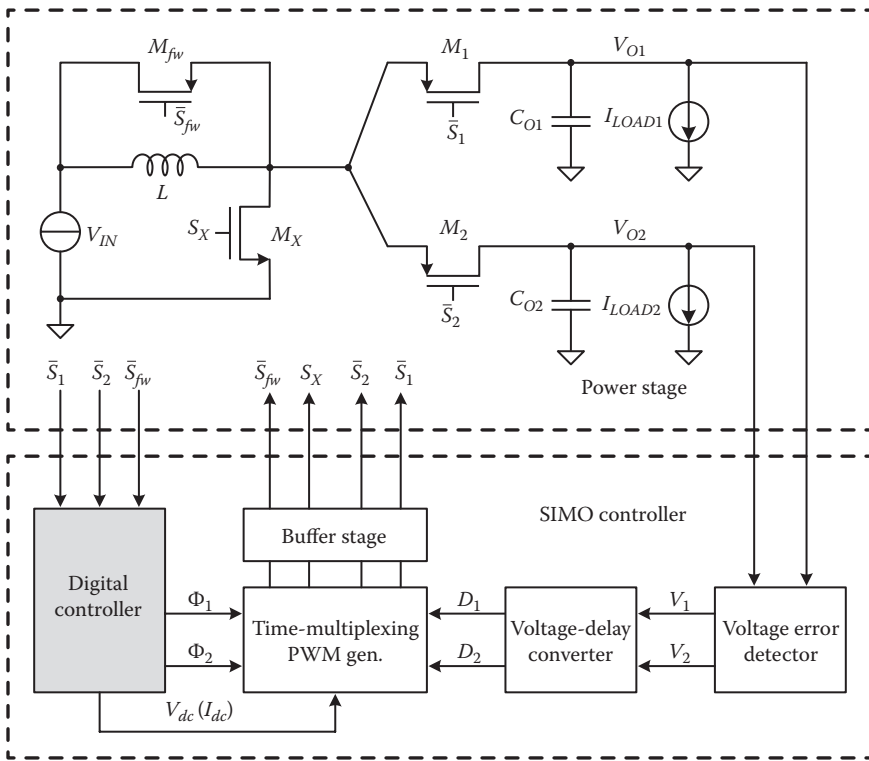 M_fw
S̄_fw
L
V_IN
S_X
M_X
M_1
S̄_1
V_O1
C_O1
I_LOAD1
M_2
S̄_2
V_O2
C_O2
I_LOAD2
Power stage
S̄_1 S̄_2 S̄_fw
S̄_fw S_X S̄_2 S̄_1
SIMO controller
Buffer stage
Digital
controller
Φ_1
Φ_2
Time-multiplexing
PWM gen.
D_1
D_2
Voltage-delay
converter
V_1
V_2
Voltage error
detector
V_dc (I_dc)